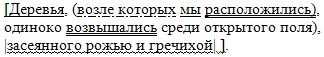 [Деревья, (возле которых мы расположились),
одиноко возвышались среди открытого поля),
|засеянного рожью и гречихой| ].